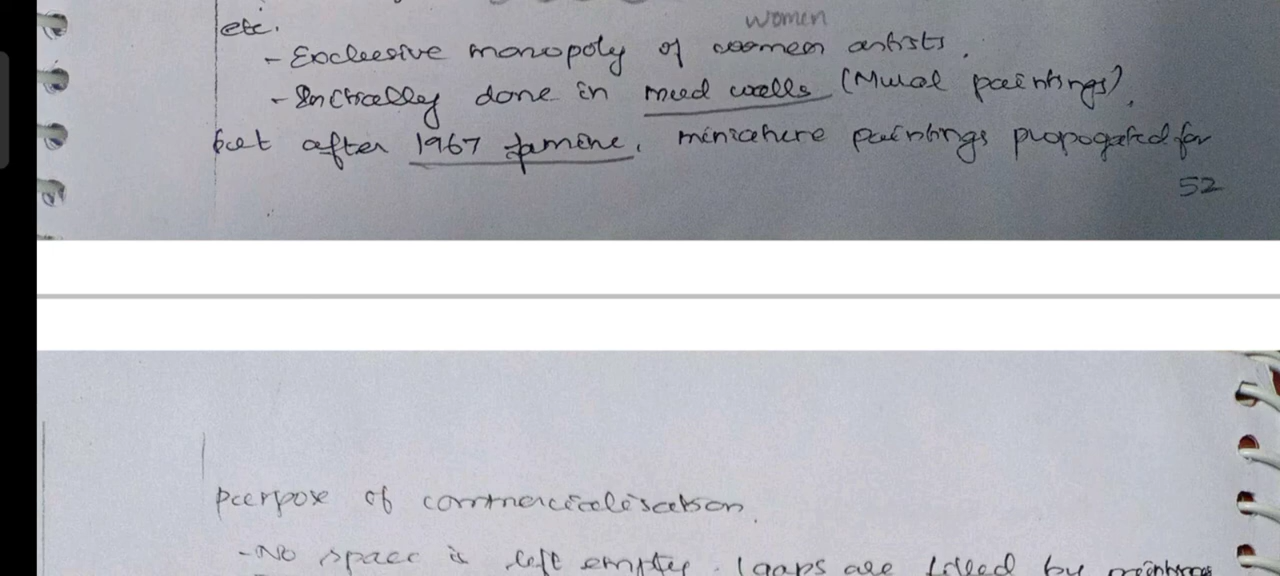 etc.
women
- Exclusive monopoly of women artists.
- Initially done in mud walls (Mural paintings).
but after 1967 famine, miniature paintings propogated for
52
purpose of commercialisation.
- No space is left empty. Gaps are filled by paintings